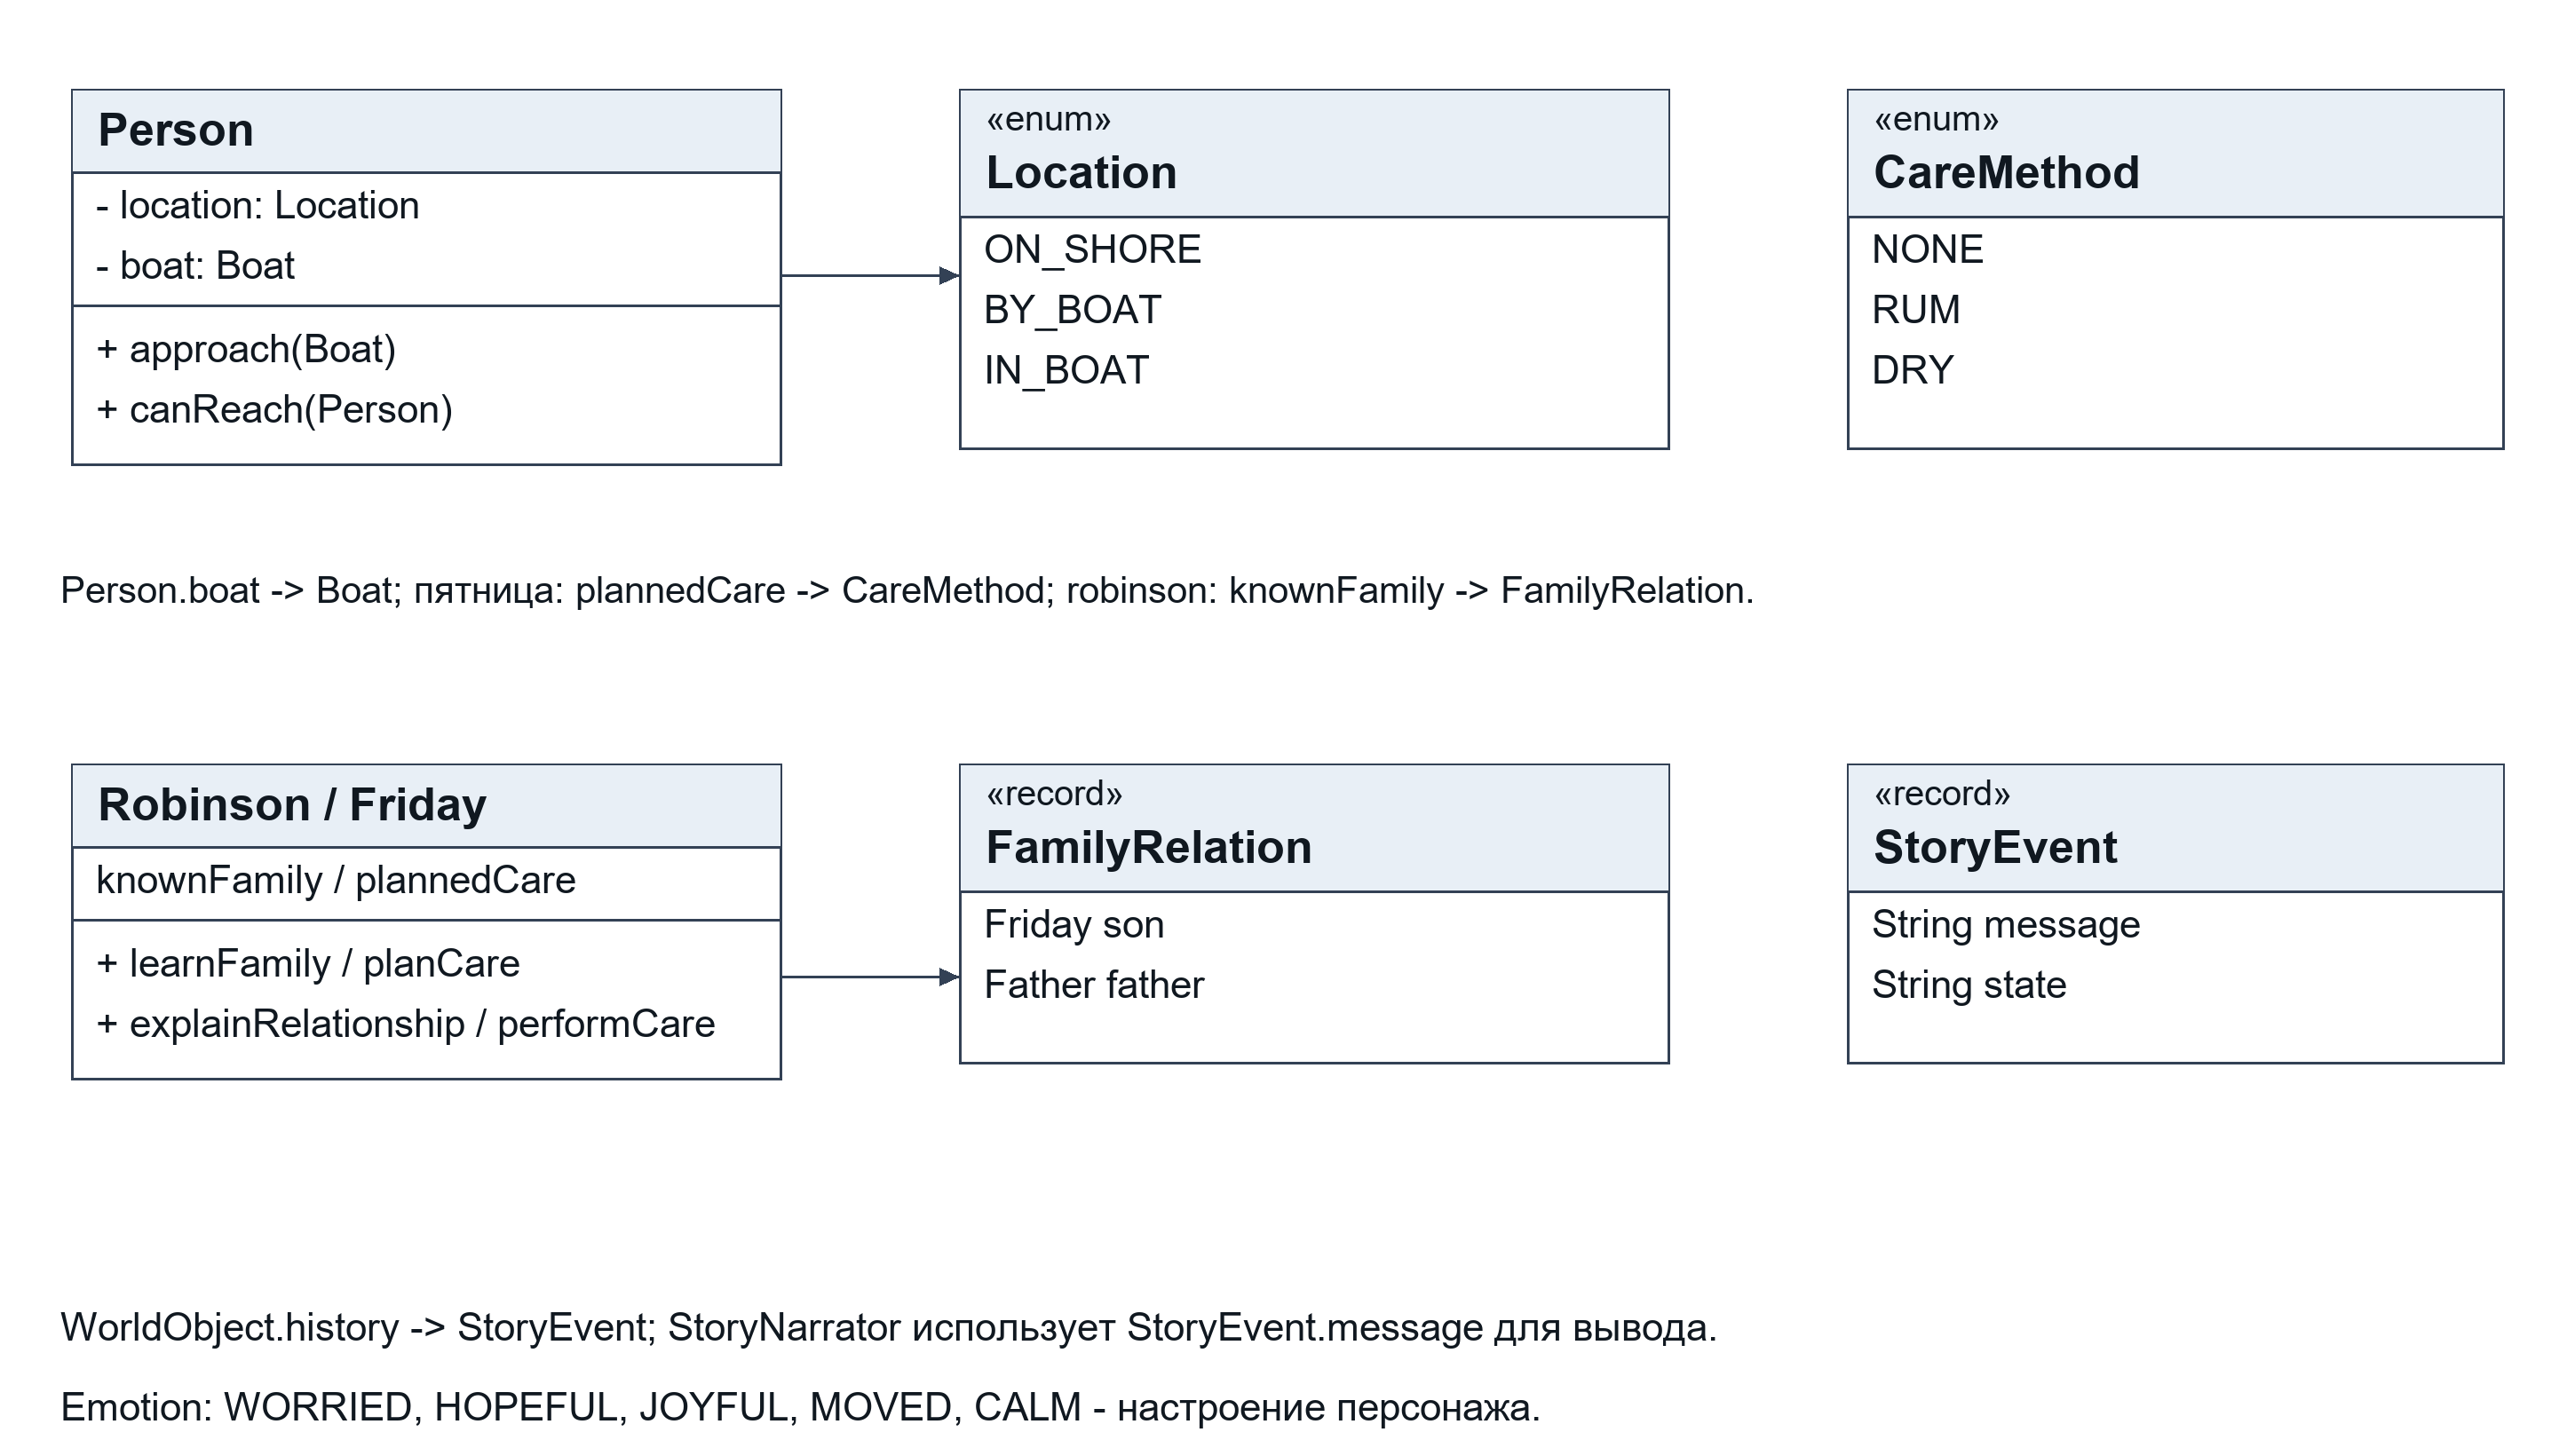 Person
- location: Location
- boat: Boat
+ approach(Boat)
+ canReach(Person)
«enum»
Location
ON_SHORE
BY_BOAT
IN_BOAT
«enum»
CareMethod
NONE
RUM
DRY
Person.boat -> Boat; пятница: plannedCare -> CareMethod; robinson: knownFamily -> FamilyRelation.
Robinson / Friday
knownFamily / plannedCare
+ learnFamily / planCare
+ explainRelationship / performCare
«record»
FamilyRelation
Friday son
Father father
«record»
StoryEvent
String message
String state
WorldObject.history -> StoryEvent; StoryNarrator использует StoryEvent.message для вывода.
Emotion: WORRIED, HOPEFUL, JOYFUL, MOVED, CALM - настроение персонажа.